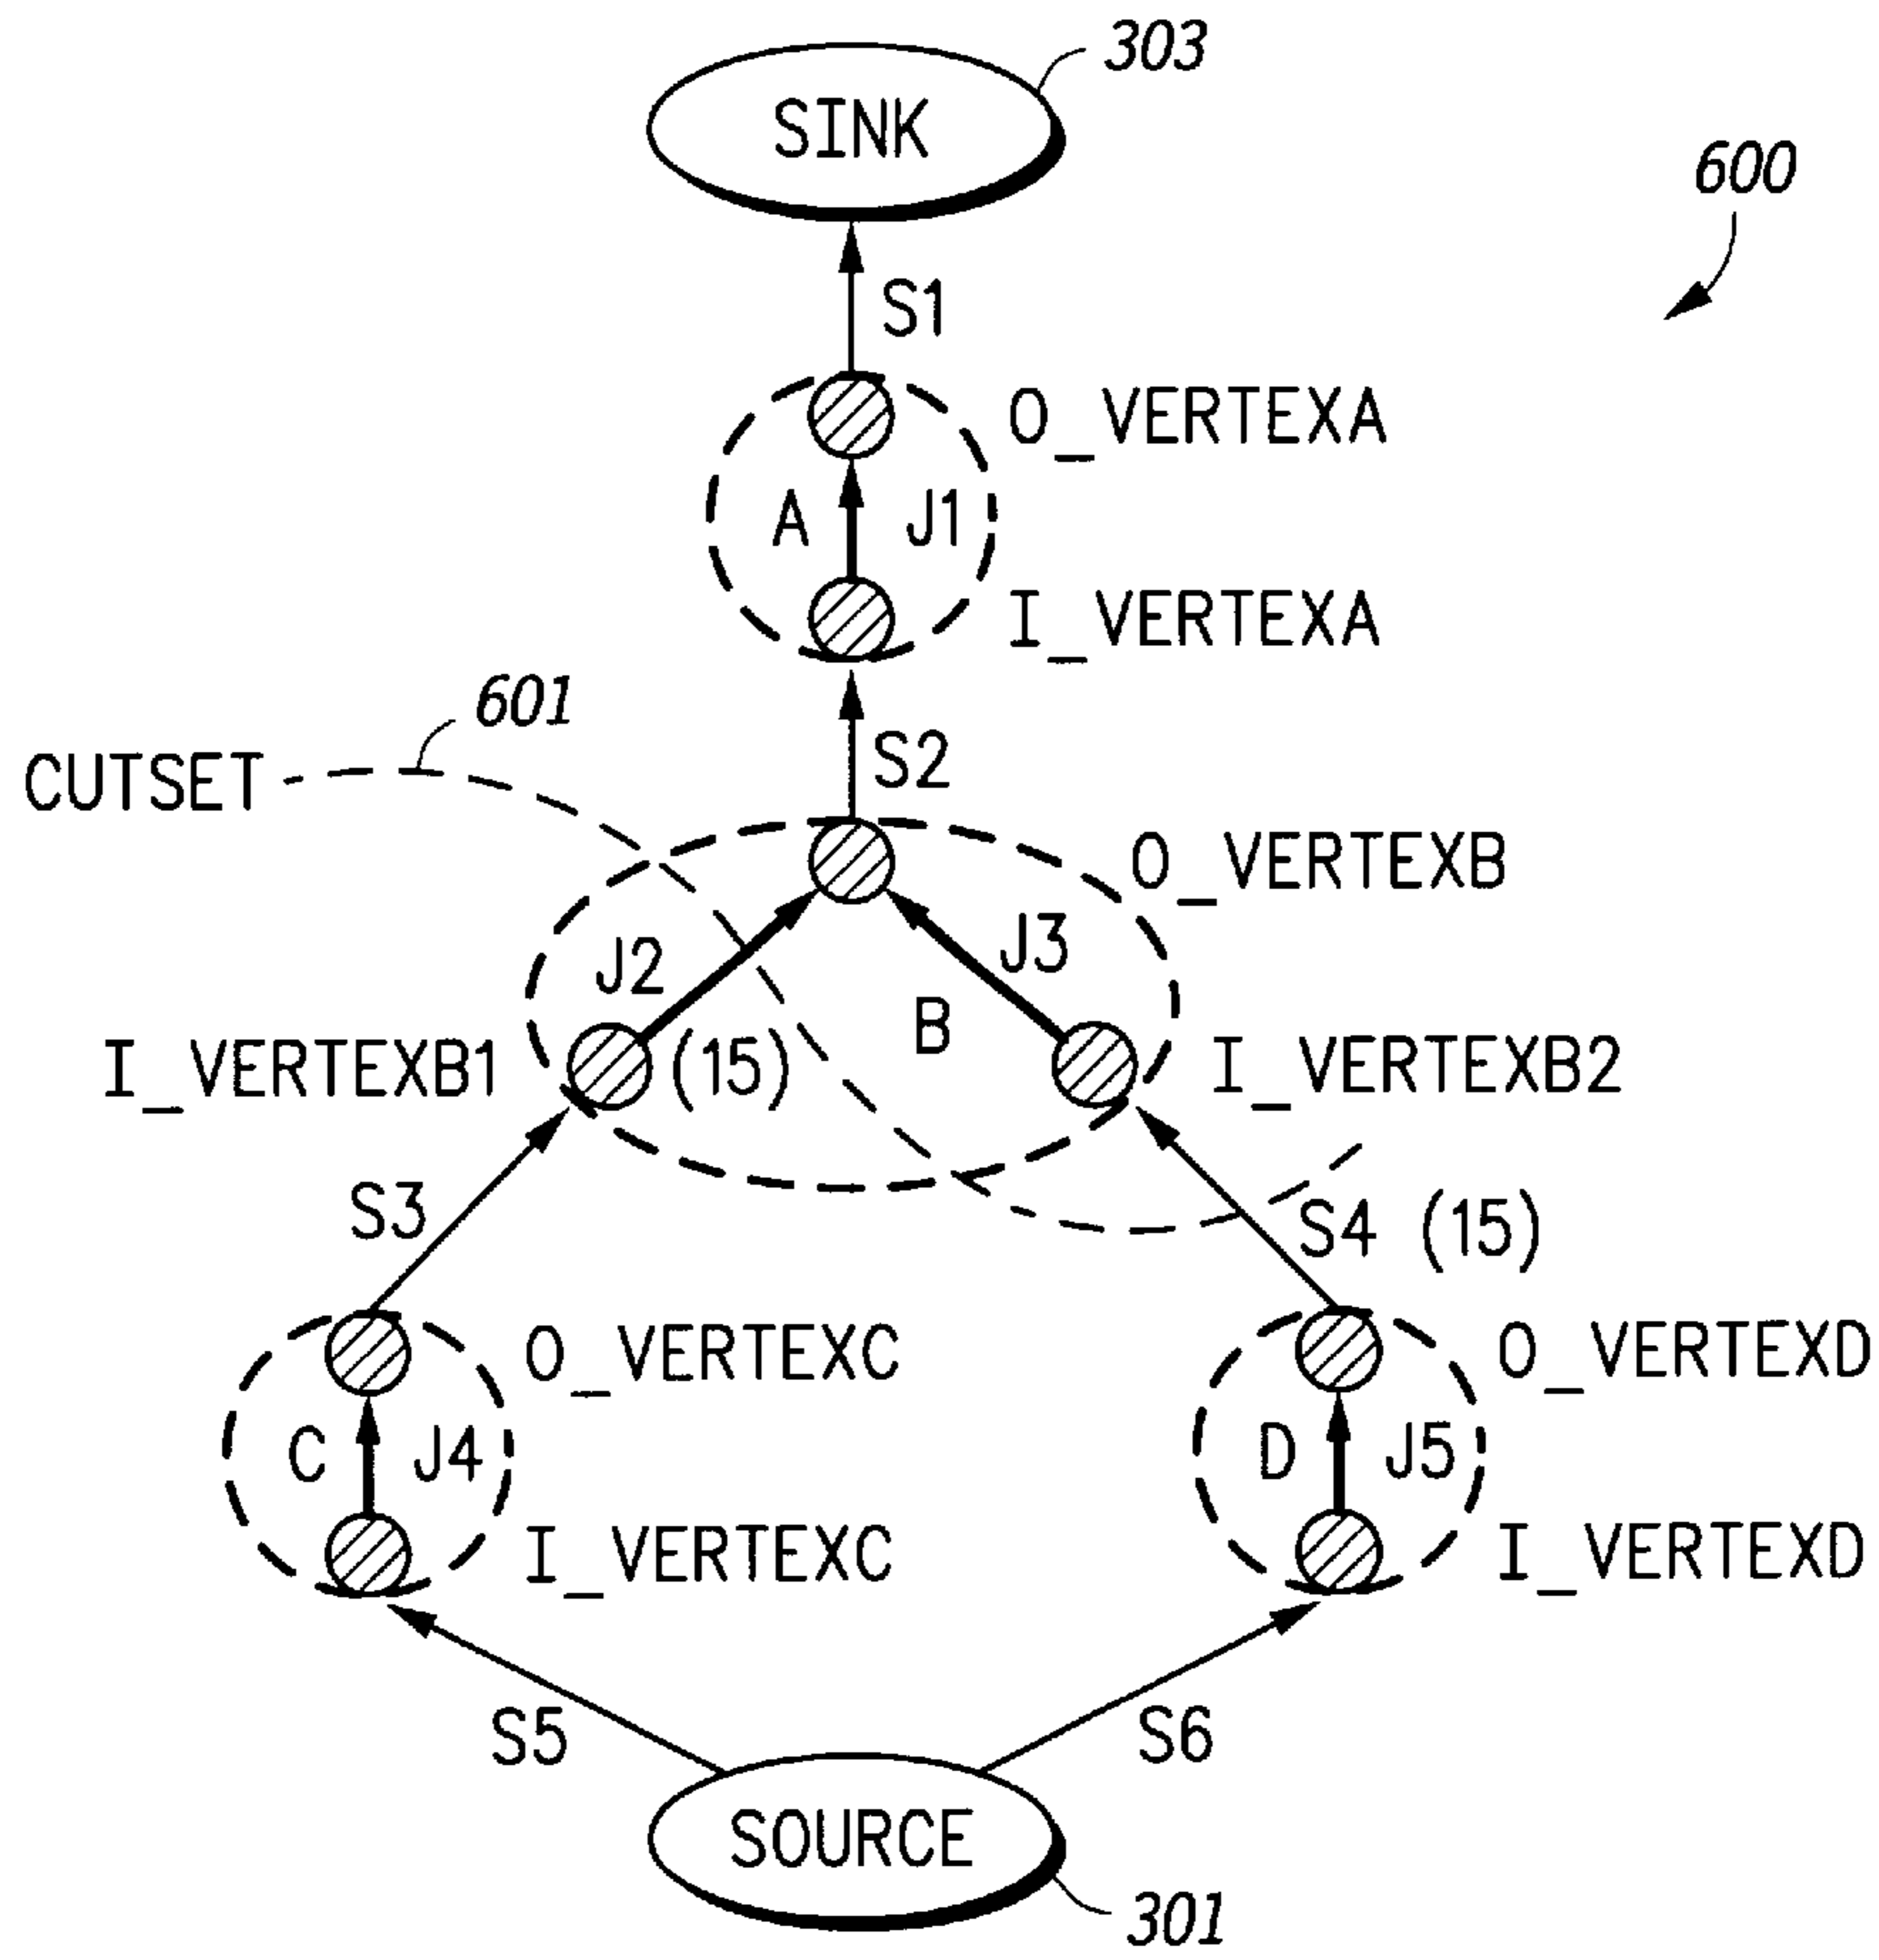 303
SINK
600
S1
O_VERTEXA
A J1
I_VERTEXA
601
CUTSET
S2
O_VERTEXB
J2 J3
B
I_VERTEXB1 (15) I_VERTEXB2
S3 S4 (15)
O_VERTEXC O_VERTEXD
C J4 D J5
I_VERTEXC I_VERTEXD
S5 S6
SOURCE
301